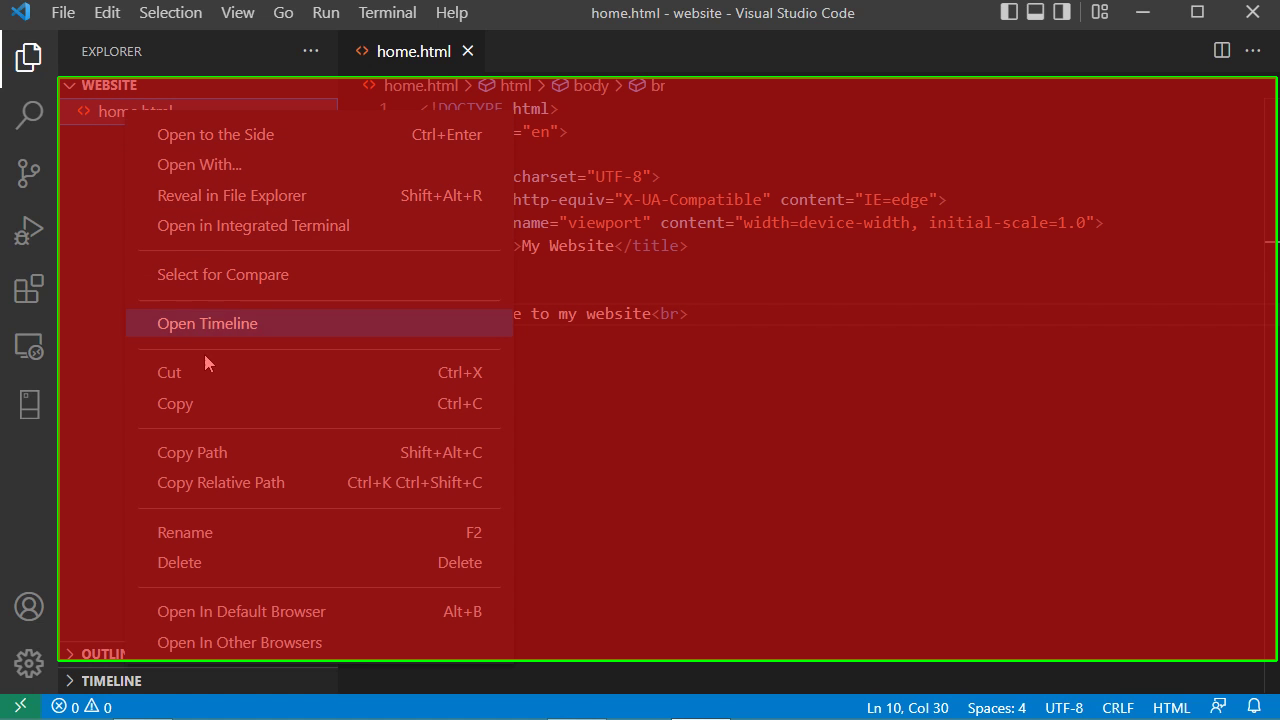 File Edit Selection View Go Run Terminal Help home.html - website - Visual Studio Code
EXPLORER
home.html
WEBSITE
home.html
home.html > html > body > br
1 <!DOCTYPE html>
="en">
charset="UTF-8">
http-equiv="X-UA-Compatible" content="IE=edge">
name="viewport" content="width=device-width, initial-scale=1.0">
>My Website</title>
e to my website<br>
Open to the Side Ctrl+Enter
Open With...
Reveal in File Explorer Shift+Alt+R
Open in Integrated Terminal
Select for Compare
Open Timeline
Cut Ctrl+X
Copy Ctrl+C
Copy Path Shift+Alt+C
Copy Relative Path Ctrl+K Ctrl+Shift+C
Rename F2
Delete Delete
Open In Default Browser Alt+B
Open In Other Browsers
OUTLIN
TIMELINE
0 0 Ln 10, Col 30 Spaces: 4 UTF-8 CRLF HTML